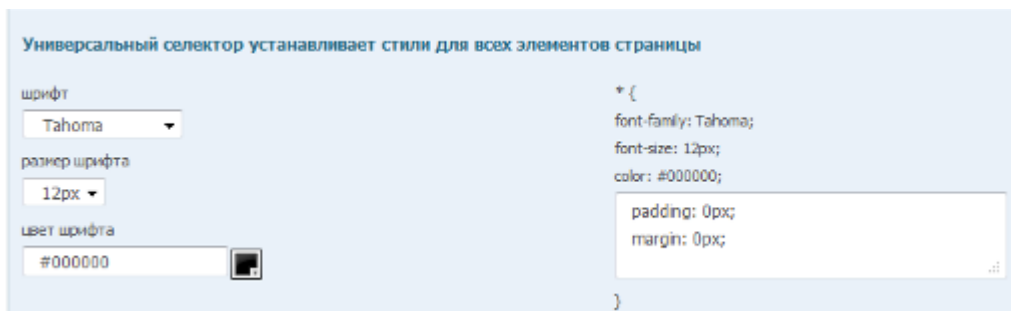 Универсальный селектор устанавливает стили для всех элементов страницы
шрифт
Tahoma
размер шрифта
12px
цвет шрифта
#000000
* {
font-family: Tahoma;
font-size: 12px;
color: #000000;
padding: 0px;
margin: 0px;
}